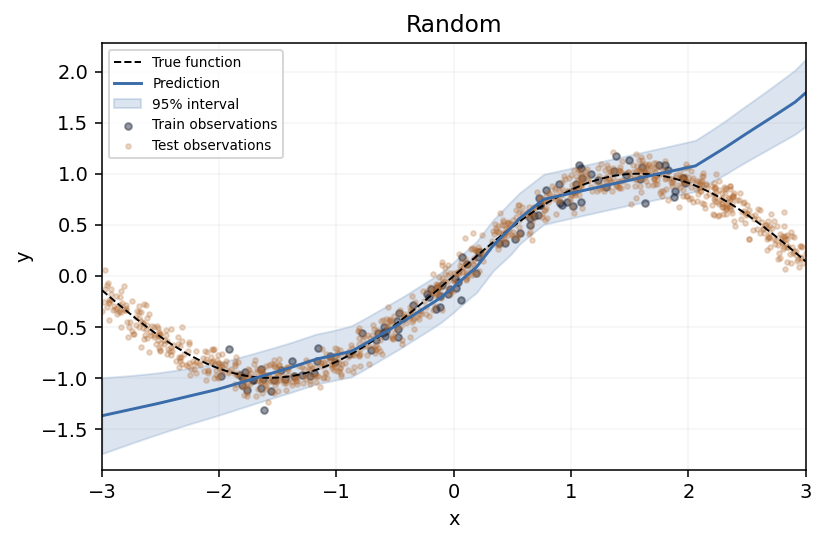 Random
True function
Prediction
95% interval
Train observations
Test observations
y
2.0
1.5
1.0
0.5
0.0
−0.5
−1.0
−1.5
−3 −2 −1 0 1 2 3
x